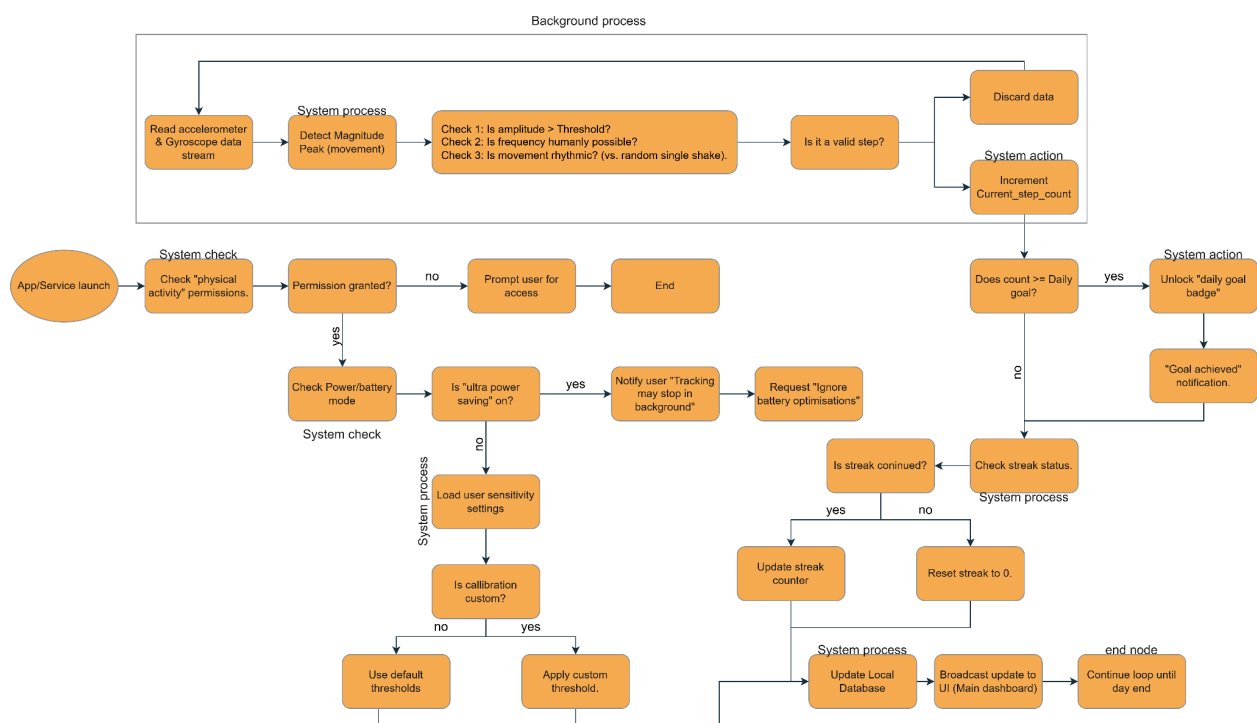 Background process
System process
Read accelerometer
& Gyroscope data
stream
Detect Magnitude
Peak (movement)
Check 1: Is amplitude > Threshold?
Check 2: Is frequency humanly possible?
Check 3: Is movement rhythmic? (vs. random single shake).
Is it a valid step?
Discard data
System action
Increment
Current_step_count
App/Service launch
System check
Check "physical
activity" permissions.
Permission granted?
no
Prompt user for
access
End
yes
Does count >= Daily
goal?
yes
System action
Unlock "daily goal
badge"
no
"Goal achieved"
notification.
Check Power/battery
mode
System check
Is "ultra power
saving" on?
yes
Notify user "Tracking
may stop in
background"
Request "Ignore
battery optimisations"
no
Is streak coninued?
Check streak status.
System process
System process
Load user sensitivity
settings
yes
no
Update streak
counter
Reset streak to 0.
Is callibration
custom?
no
yes
Use default
thresholds
Apply custom
threshold.
System process
Update Local
Database
Broadcast update to
UI (Main dashboard)
end node
Continue loop until
day end